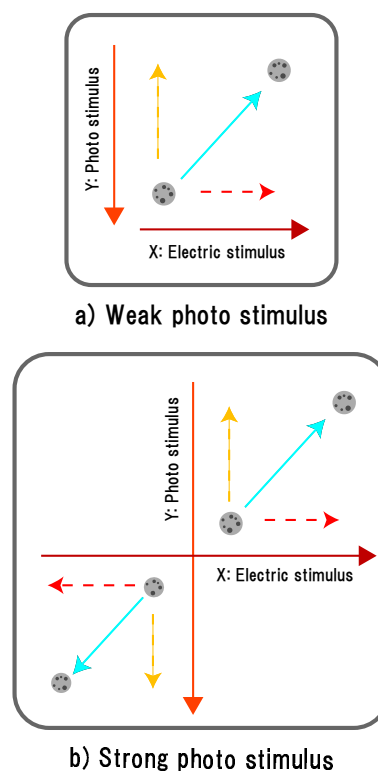 Y: Photo stimulus
X: Electric stimulus
a) Weak photo stimulus
Y: Photo stimulus
X: Electric stimulus
b) Strong photo stimulus